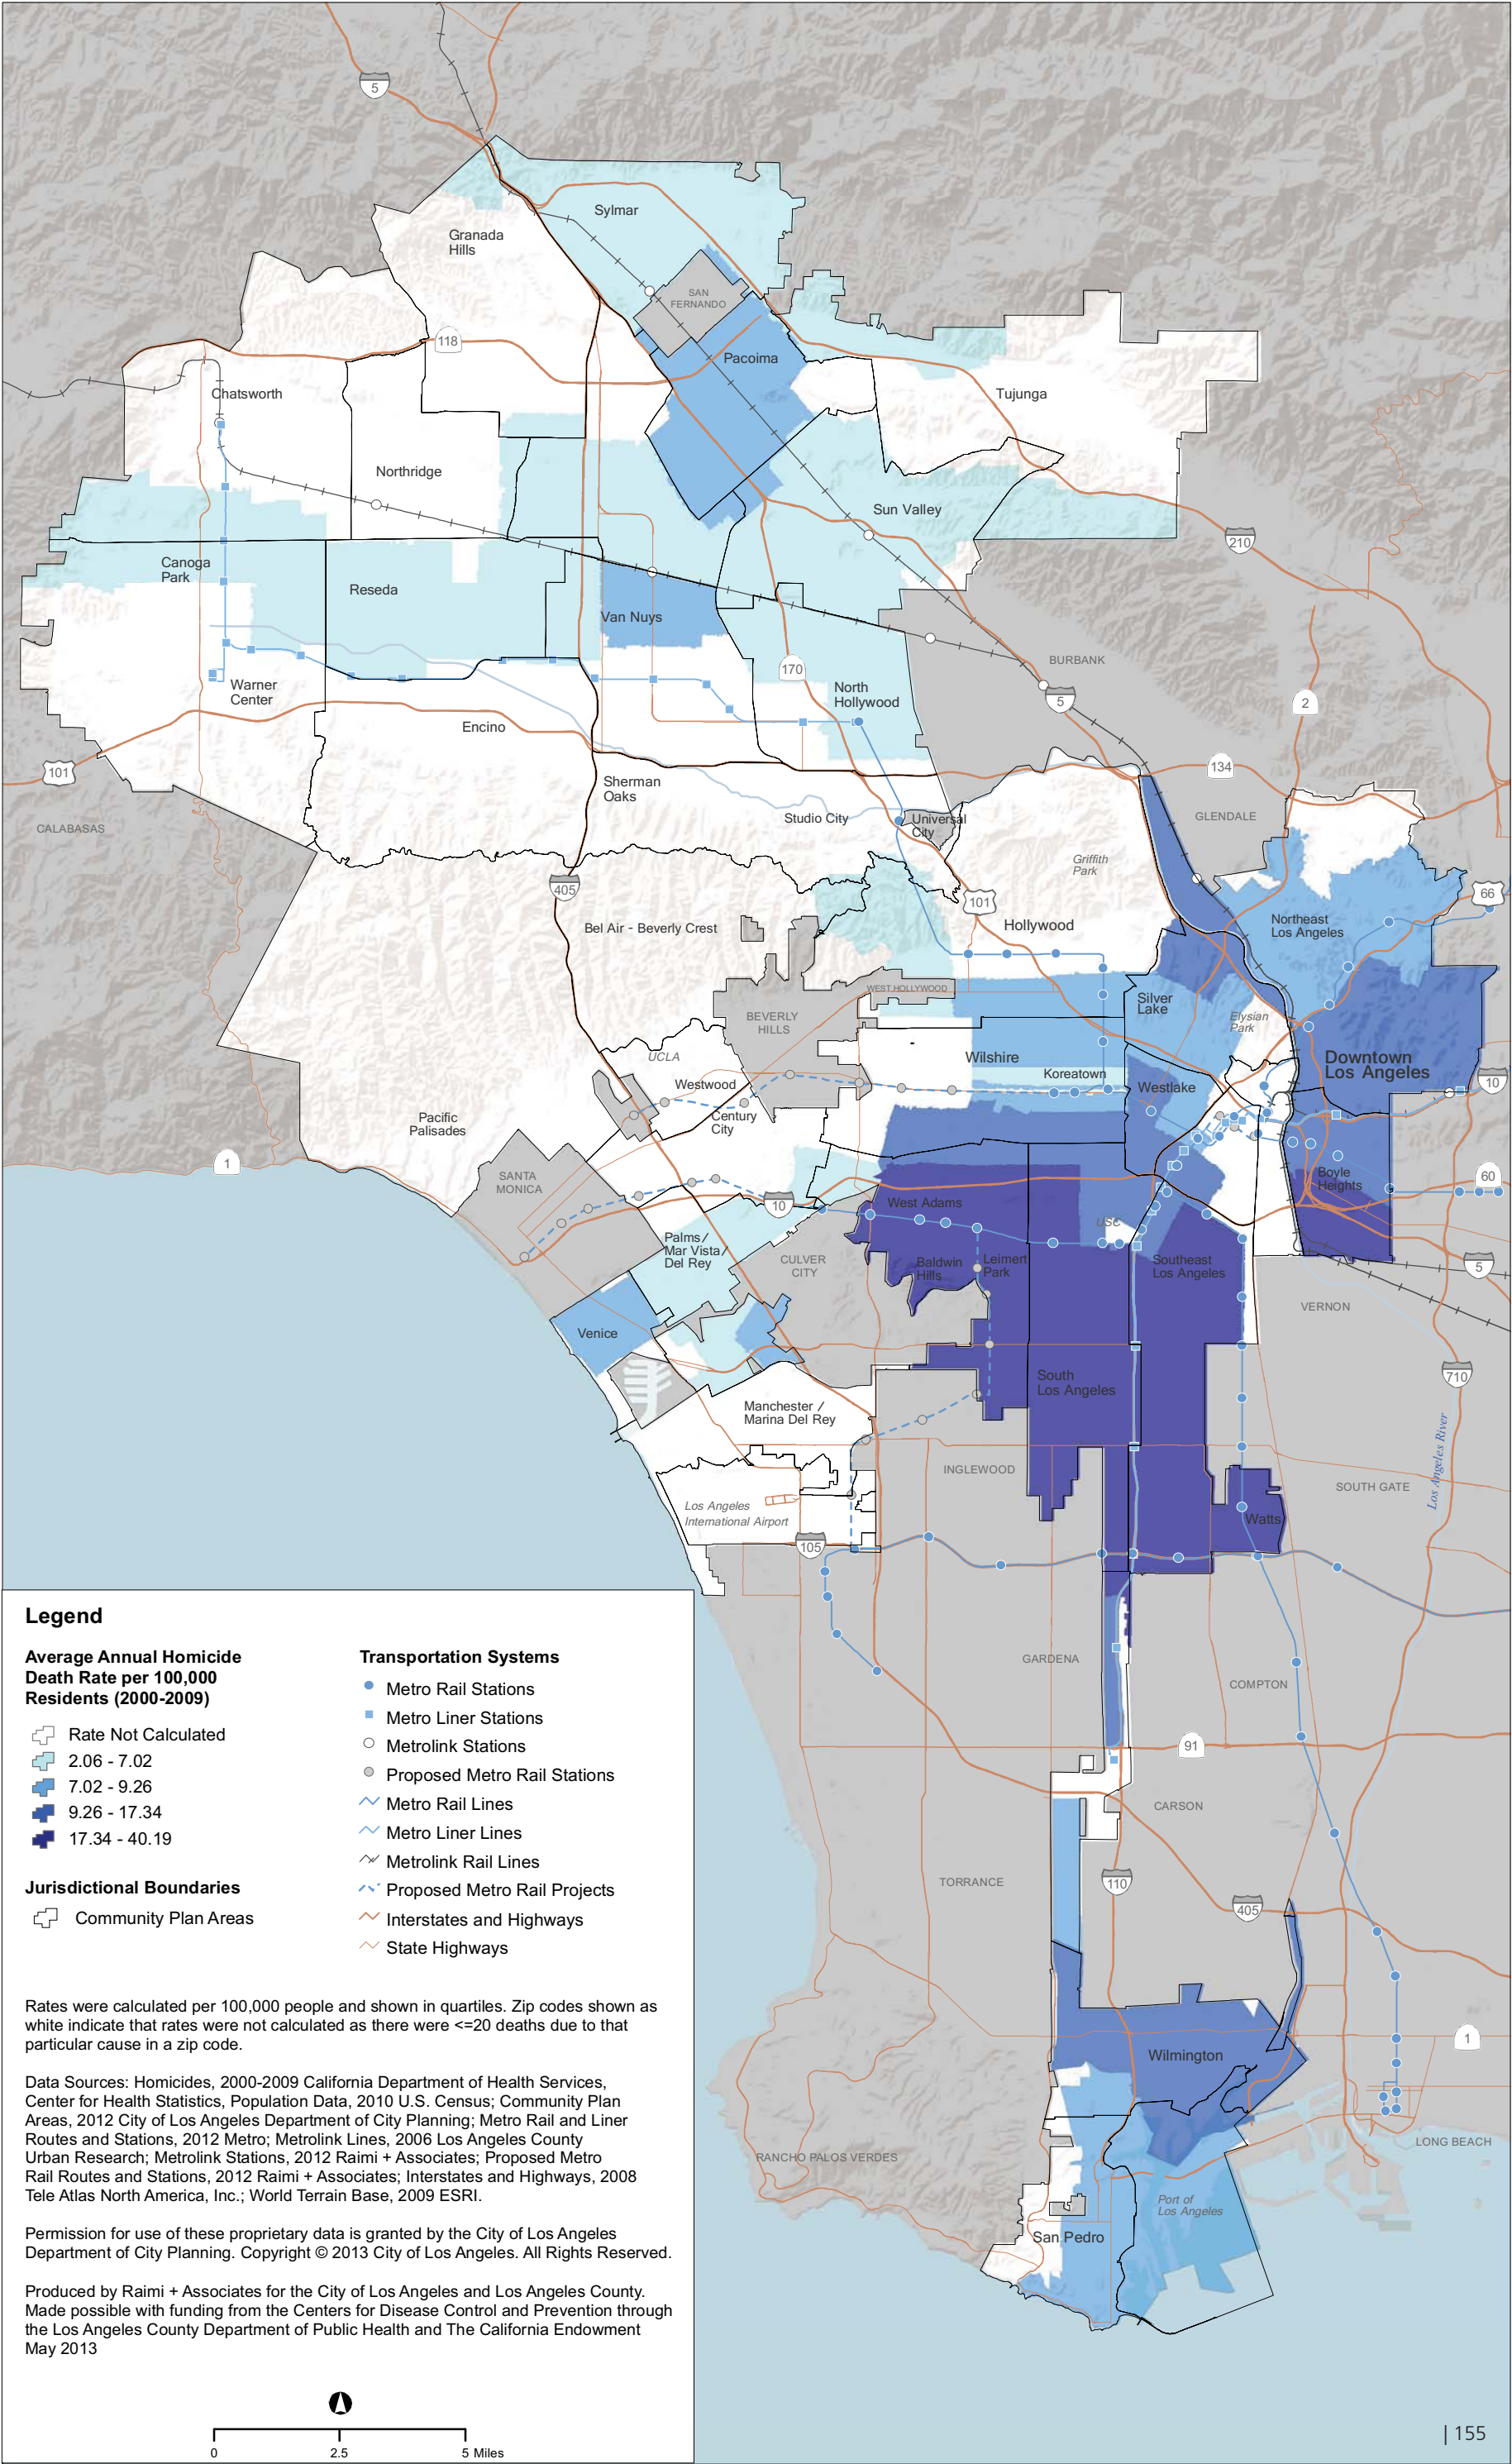 5
Sylmar
Granada
Hills
SAN
FERNANDO
118
Pacoima
Chatsworth
Tujunga
Northridge
Sun Valley
210
Canoga
Park
Reseda
Van Nuys
2
BURBANK
170
5
Warner
Center
North
Hollywood
Encino
101
134
Sherman
Oaks
GLENDALE
CALABASAS
Studio City
Universal
City
Griffith
Park
405
101
66
Bel Air - Beverly Crest
Hollywood
Northeast
Los Angeles
WEST HOLLYWOOD
BEVERLY
HILLS
Silver
Lake
Elysian
Park
UCLA
Wilshire
Downtown
Los Angeles
Koreatown
Westwood
Westlake
10
Century
City
Pacific
Palisades
1
SANTA
MONICA
Boyle
Heights
60
10
West Adams
USC
Palms/
Mar Vista/
Del Rey
CULVER
CITY
Baldwin
Hills
Leimert
Park
Southeast
Los Angeles
5
VERNON
Venice
South
Los Angeles
710
Manchester /
Marina Del Rey
INGLEWOOD
SOUTH GATE
Los Angeles River
Los Angeles
International Airport
Watts
105
GARDENA
COMPTON
91
CARSON
TORRANCE
110
405
1
Wilmington
LONG BEACH
RANCHO PALOS VERDES
Port of
Los Angeles
San Pedro
Legend
Average Annual Homicide
Death Rate per 100,000
Residents (2000-2009)
Rate Not Calculated
2.06 - 7.02
7.02 - 9.26
9.26 - 17.34
17.34 - 40.19
Jurisdictional Boundaries
Community Plan Areas
Transportation Systems
Metro Rail Stations
Metro Liner Stations
Metrolink Stations
Proposed Metro Rail Stations
Metro Rail Lines
Metro Liner Lines
Metrolink Rail Lines
Proposed Metro Rail Projects
Interstates and Highways
State Highways
Rates were calculated per 100,000 people and shown in quartiles. Zip codes shown as
white indicate that rates were not calculated as there were <=20 deaths due to that
particular cause in a zip code.
Data Sources: Homicides, 2000-2009 California Department of Health Services,
Center for Health Statistics, Population Data, 2010 U.S. Census; Community Plan
Areas, 2012 City of Los Angeles Department of City Planning; Metro Rail and Liner
Routes and Stations, 2012 Metro; Metrolink Lines, 2006 Los Angeles County
Urban Research; Metrolink Stations, 2012 Raimi + Associates; Proposed Metro
Rail Routes and Stations, 2012 Raimi + Associates; Interstates and Highways, 2008
Tele Atlas North America, Inc.; World Terrain Base, 2009 ESRI.
Permission for use of these proprietary data is granted by the City of Los Angeles
Department of City Planning. Copyright © 2013 City of Los Angeles. All Rights Reserved.
Produced by Raimi + Associates for the City of Los Angeles and Los Angeles County.
Made possible with funding from the Centers for Disease Control and Prevention through
the Los Angeles County Department of Public Health and The California Endowment
May 2013
0 2.5 5 Miles
| 155